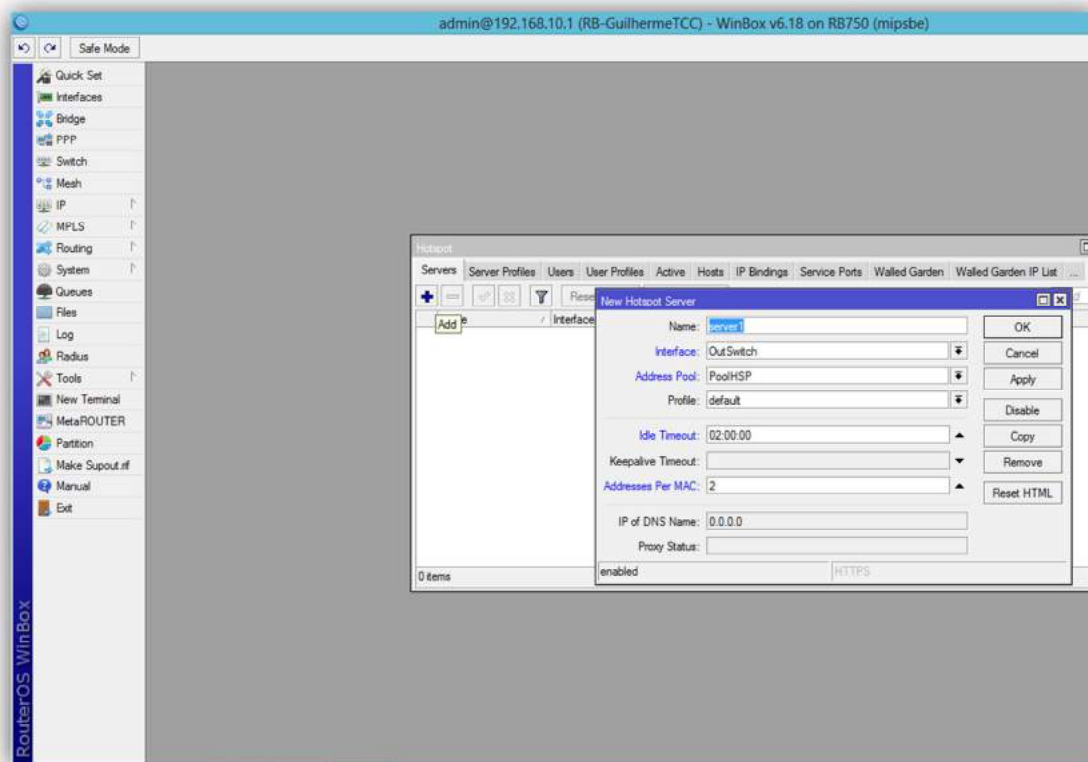 admin@192.168.10.1 (RB-GuilhermeTCC) - WinBox v6.18 on RB750 (mipsbe)
Safe Mode
Quick Set
Interfaces
Bridge
PPP
Switch
Mesh
IP
MPLS
Routing
System
Queues
Files
Log
Radius
Tools
New Terminal
MetaROUTER
Partition
Make Supout.rif
Manual
Exit
RouterOS WinBox
Hotspot
Servers Server Profiles Users User Profiles Active Hosts IP Bindings Service Ports Walled Garden Walled Garden IP List ...
Rese
Add
e / Interface
0 items
New Hotspot Server
Name: server1
Interface: OutSwitch
Address Pool: PoolHSP
Profile: default
Idle Timeout: 02:00:00
Keepalive Timeout:
Addresses Per MAC: 2
IP of DNS Name: 0.0.0.0
Proxy Status:
enabled HTTPS
OK
Cancel
Apply
Disable
Copy
Remove
Reset HTML